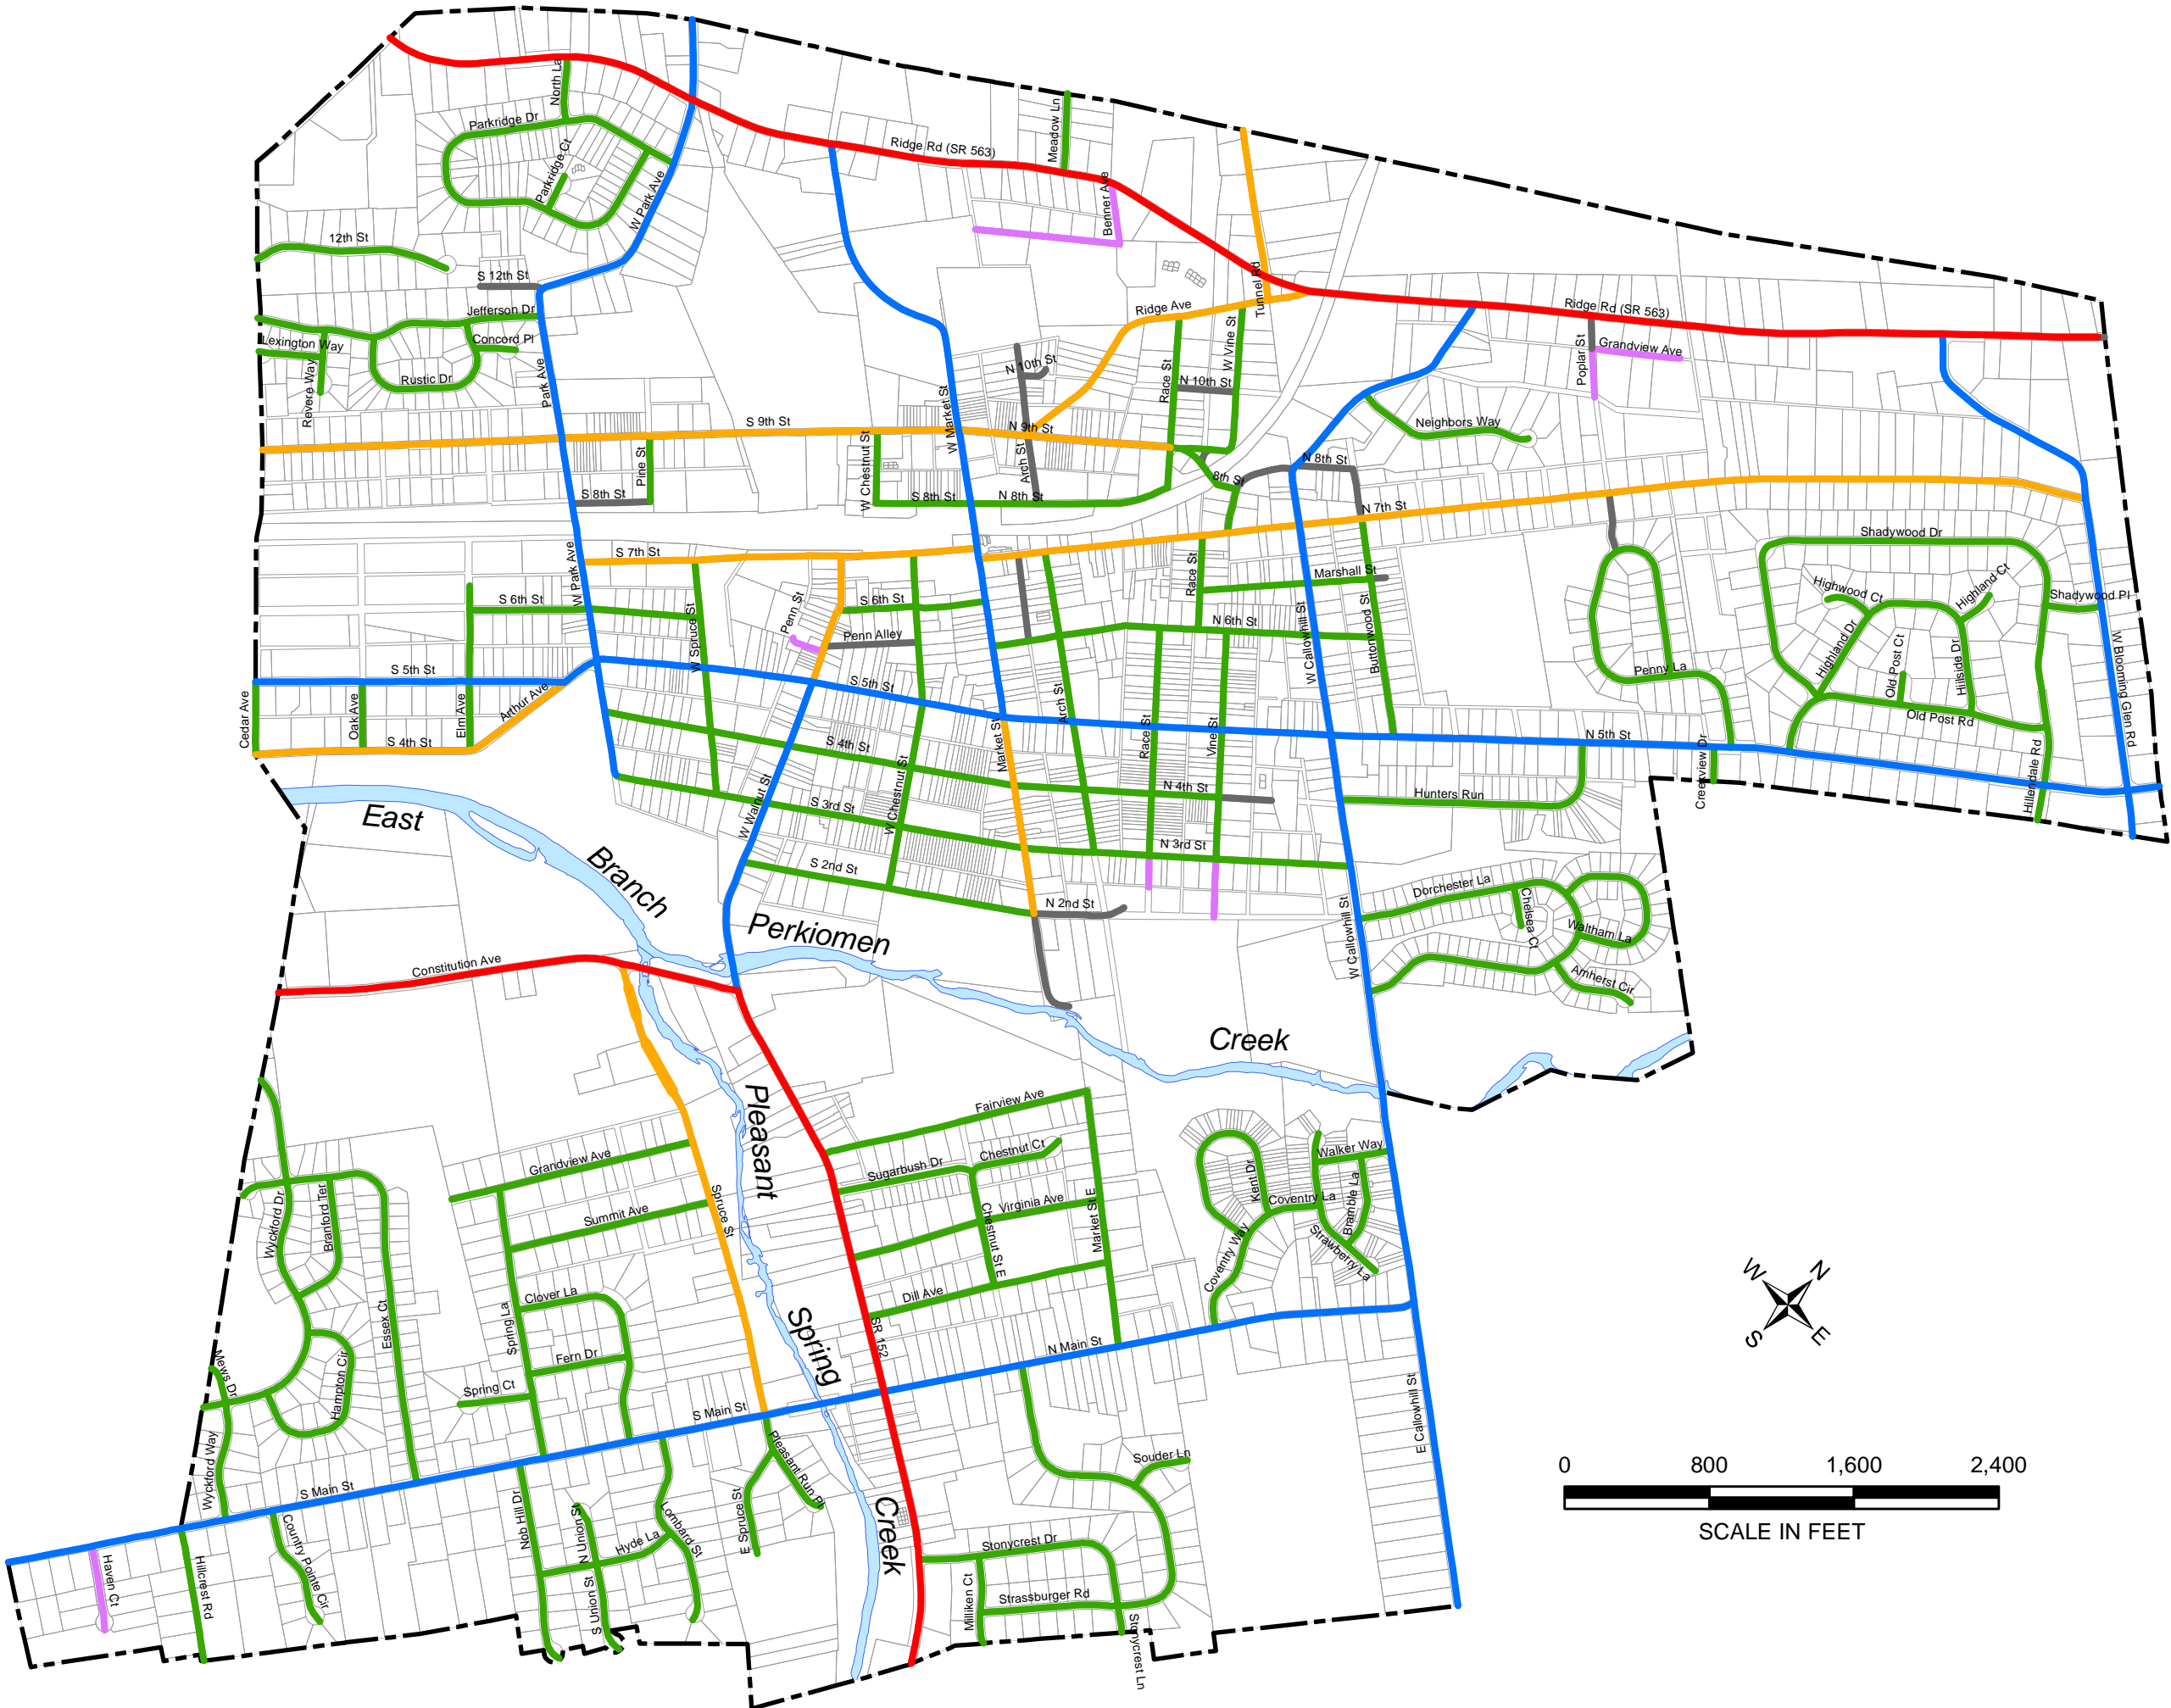 North La
Parkridge Dr
Parkridge Ct
W Park Ave
Ridge Rd (SR 563)
Meadow Ln
Benner Ave
12th St
S 12th St
Jefferson Dr
Lexington Way
Concord Pl
Revere Way
Rustic Dr
Park Ave
Ridge Ave
Tunnel Rd
W Vine St
Race St
N 10th St
N 10th St
Ridge Rd (SR 563)
Poplar St
Grandview Ave
Neighbors Way
S 9th St
N 9th St
W Market St
Arch St
Pine St
W Chestnut St
S 8th St
S 8th St
N 8th St
8th St
N 8th St
N 7th St
S 7th St
W Park Ave
S 6th St
W Spruce St
Penn St
S 6th St
Penn Alley
Race St
Marshall St
N 6th St
W Callowhill St
Buttonwood St
Shadywood Dr
Highwood Ct
Highland Ct
Shadywood Pl
Highland Dr
Old Post Ct
Hillside Dr
Old Post Rd
W Blooming Glen Rd
Penny La
S 5th St
S 5th St
N 5th St
Cedar Ave
Oak Ave
Elm Ave
Arthur Ave
S 4th St
S 4th St
Market St
Arch St
Race St
Vine St
N 4th St
Creekview Dr
Hillendale Rd
Hunters Run
S 3rd St
W Walnut St
W Chestnut St
N 3rd St
S 2nd St
N 2nd St
Dorchester La
Chelsea Ct
Waltham La
Amherst Cir
W Callowhill St
East
Branch
Perkiomen
Creek
Constitution Ave
Pleasant
Spring
Creek
Fairview Ave
Chestnut Ct
Sugarbush Dr
Virginia Ave
Chestnut St E
Market St E
Dill Ave
SR 152
Grandview Ave
Summit Ave
Spruce St
Wyckford Dr
Branford Ter
Essex Ct
Spring La
Clover La
Fern Dr
Spring Ct
Mews Dr
Hampton Cir
Wyckford Way
Kent Dr
Coventry La
Coventry Way
Walker Way
Bramble La
Strawberry La
N Main St
S Main St
S Main St
E Callowhill St
Souder Ln
Pleasant Run Pl
E Spruce St
Lombard St
Hyde La
N Union St
S Union St
Nob Hill Dr
Country Pointe Cir
Hillcrest Rd
Haven Ct
Stonycrest Dr
Strassburger Rd
Milliken Ct
Stonycrest Ln
W
N
S
E
0 800 1,600 2,400
SCALE IN FEET